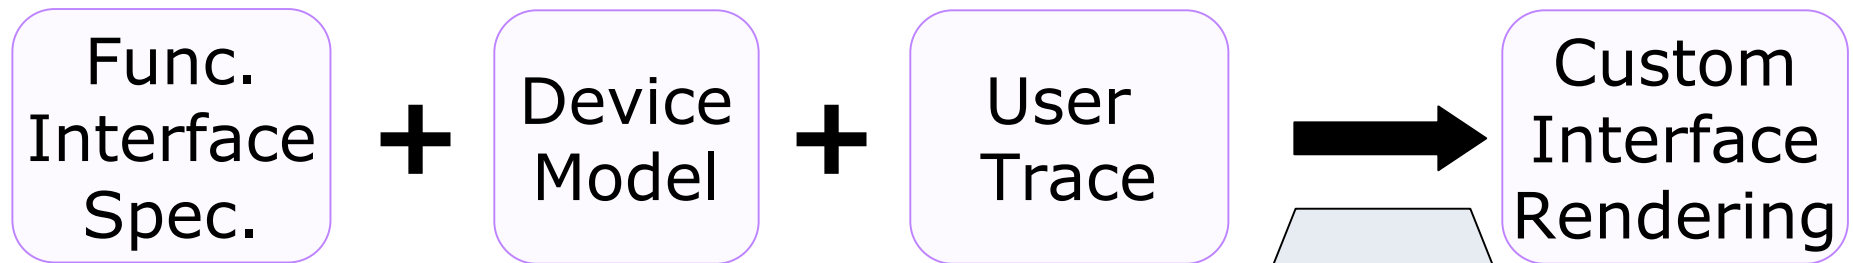 Func.
Interface
Spec.
+
Device
Model
+
User
Trace
Custom
Interface
Rendering